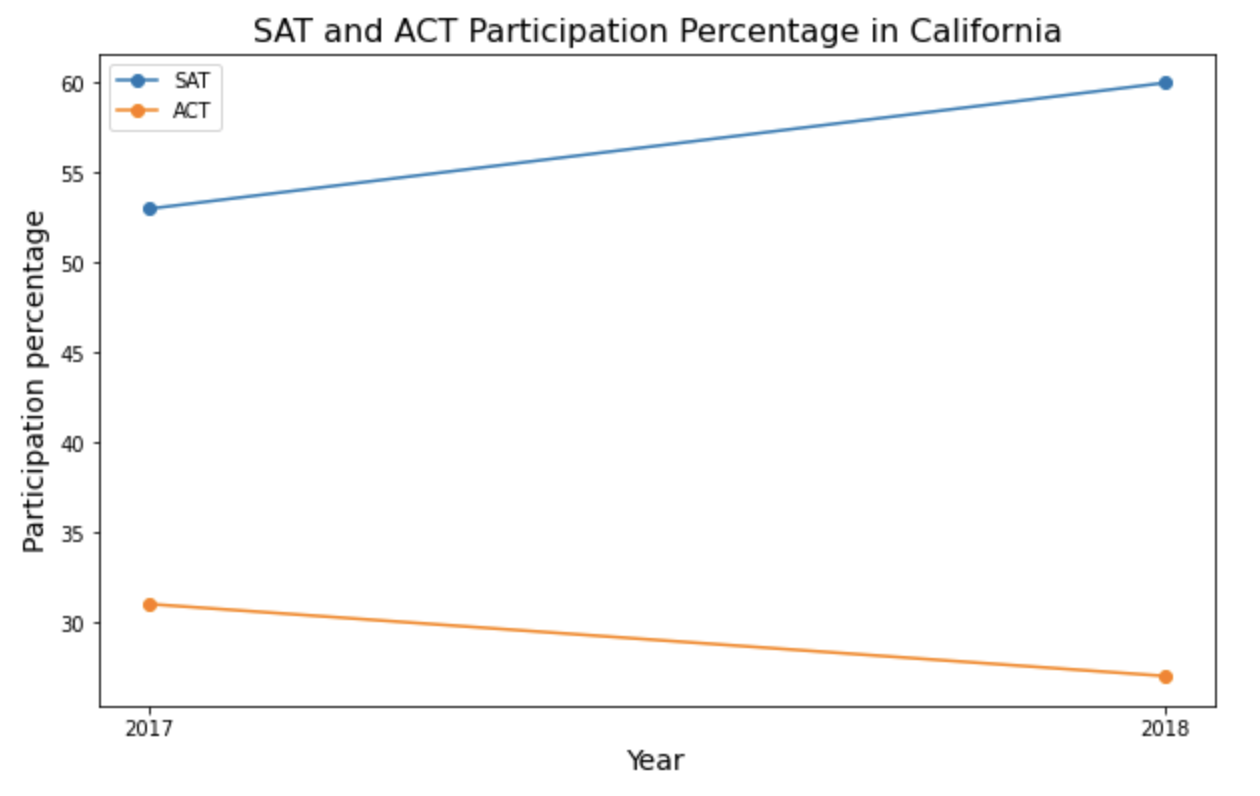 SAT and ACT Participation Percentage in California
SAT
ACT
Participation percentage
60
55
50
45
40
35
30
2017
2018
Year